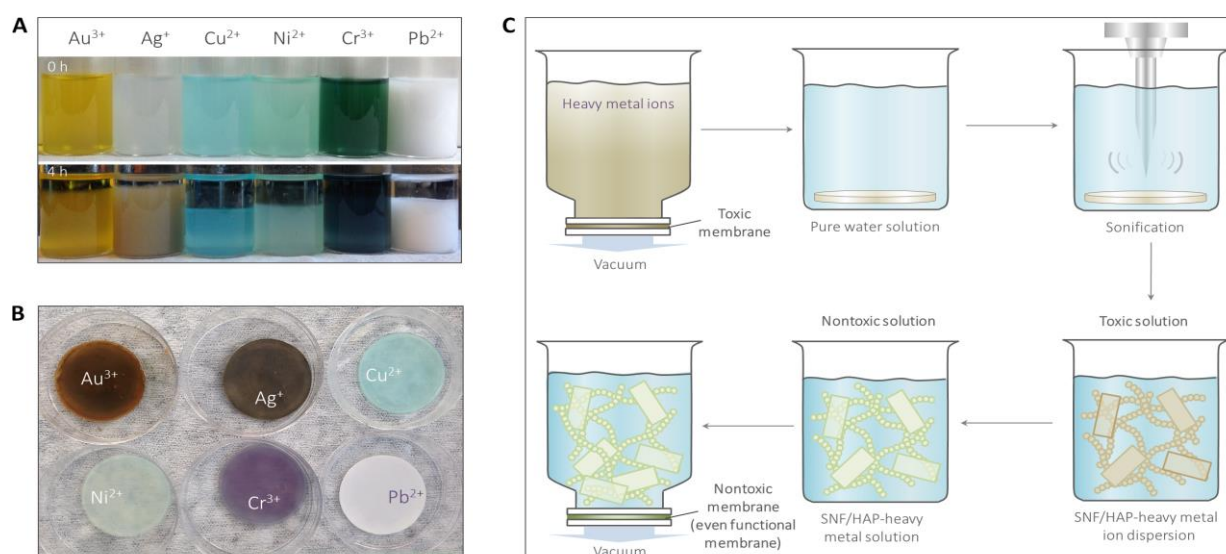 A
Au³⁺ Ag⁺ Cu²⁺ Ni²⁺ Cr³⁺ Pb²⁺
0 h
4 h
B
Au³⁺
Ag⁺
Cu²⁺
Ni²⁺
Cr³⁺
Pb²⁺
C
Heavy metal ions
Toxic
membrane
Vacuum
Pure water solution
Sonification
Toxic solution
SNF/HAP-heavy metal
ion dispersion
Nontoxic solution
SNF/HAP-heavy
metal solution
Nontoxic
membrane
(even functional
membrane)
Vacuum